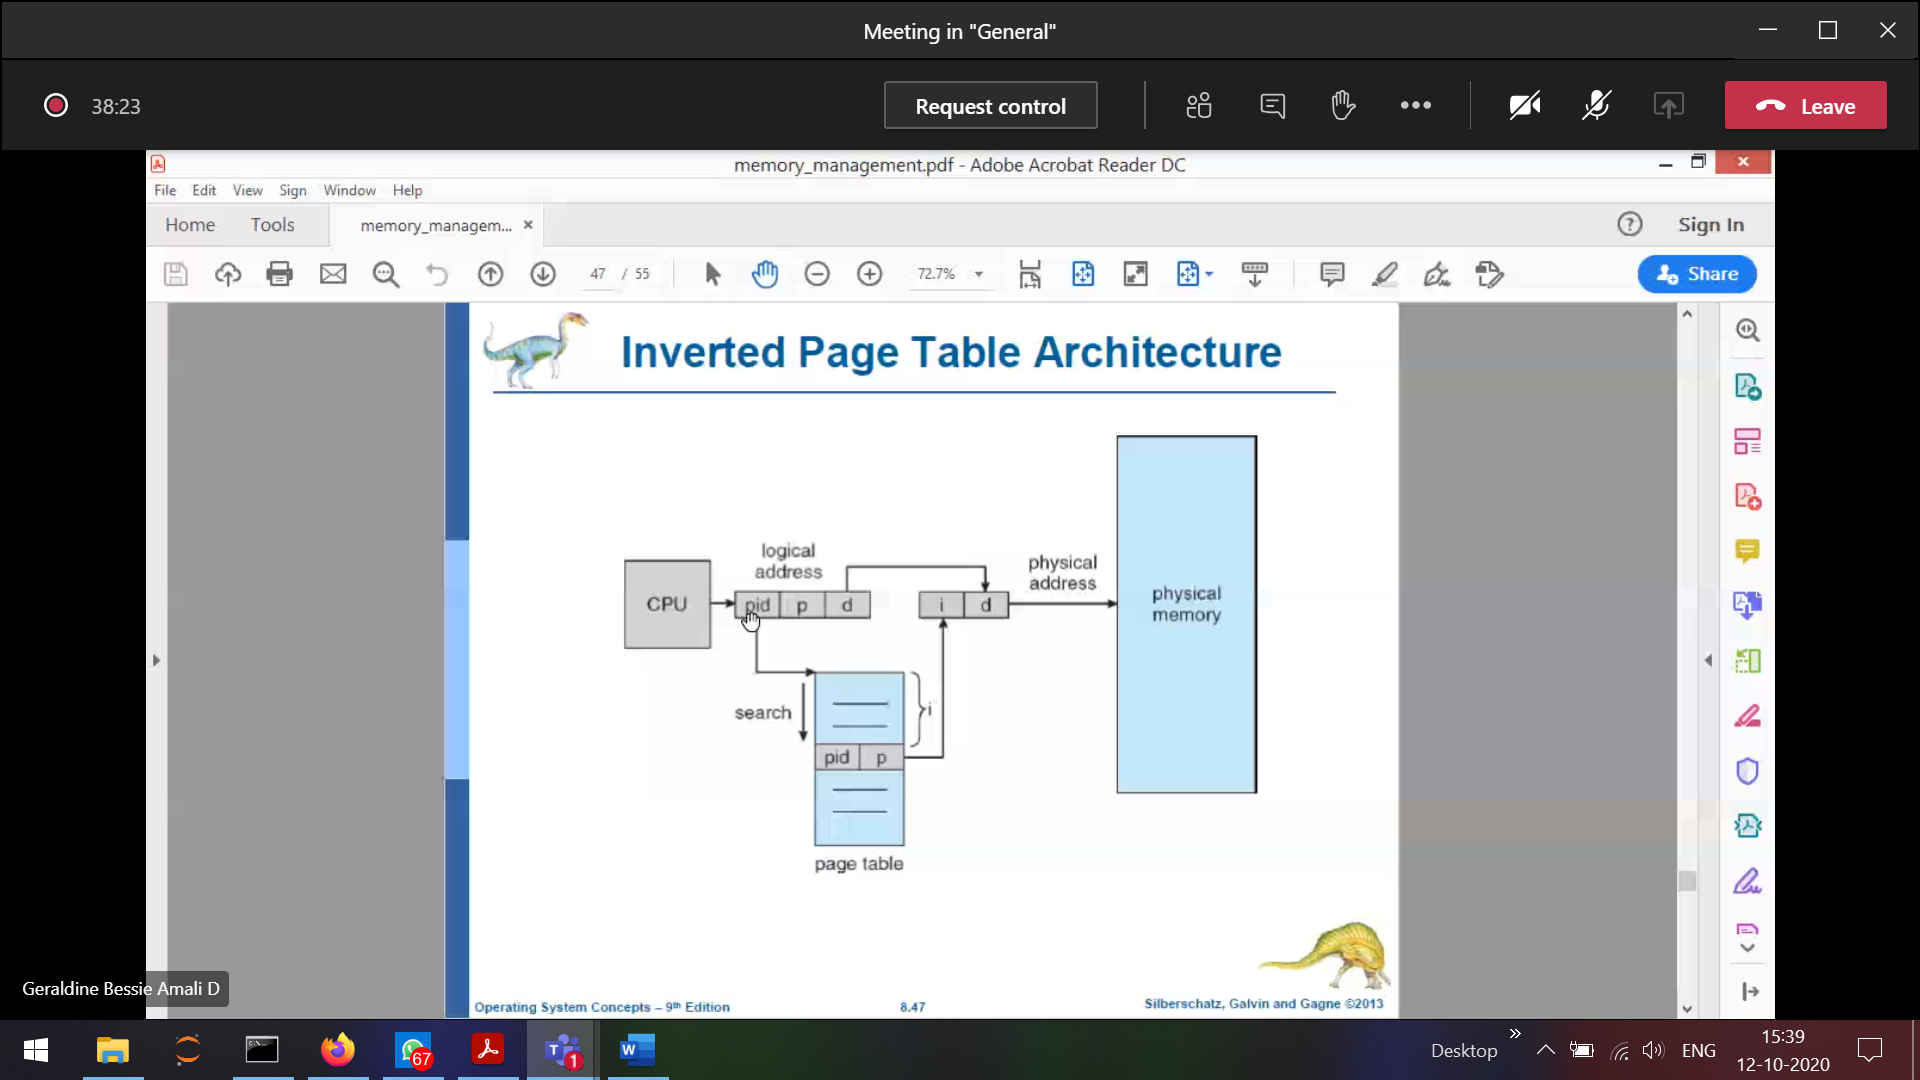 Meeting in "General"
38:23
Request control
Leave
memory_management.pdf - Adobe Acrobat Reader DC
File Edit View Sign Window Help
Home Tools memory_managem... ×
Sign In
47 / 55
72.7%
Share
Inverted Page Table Architecture
logical
address
physical
address
CPU
pid p d
i d
physical
memory
search
i
pid p
page table
Geraldine Bessie Amali D
Operating System Concepts – 9th Edition
8.47
Silberschatz, Galvin and Gagne ©2013
67
1
Desktop
ENG
15:39
12-10-2020